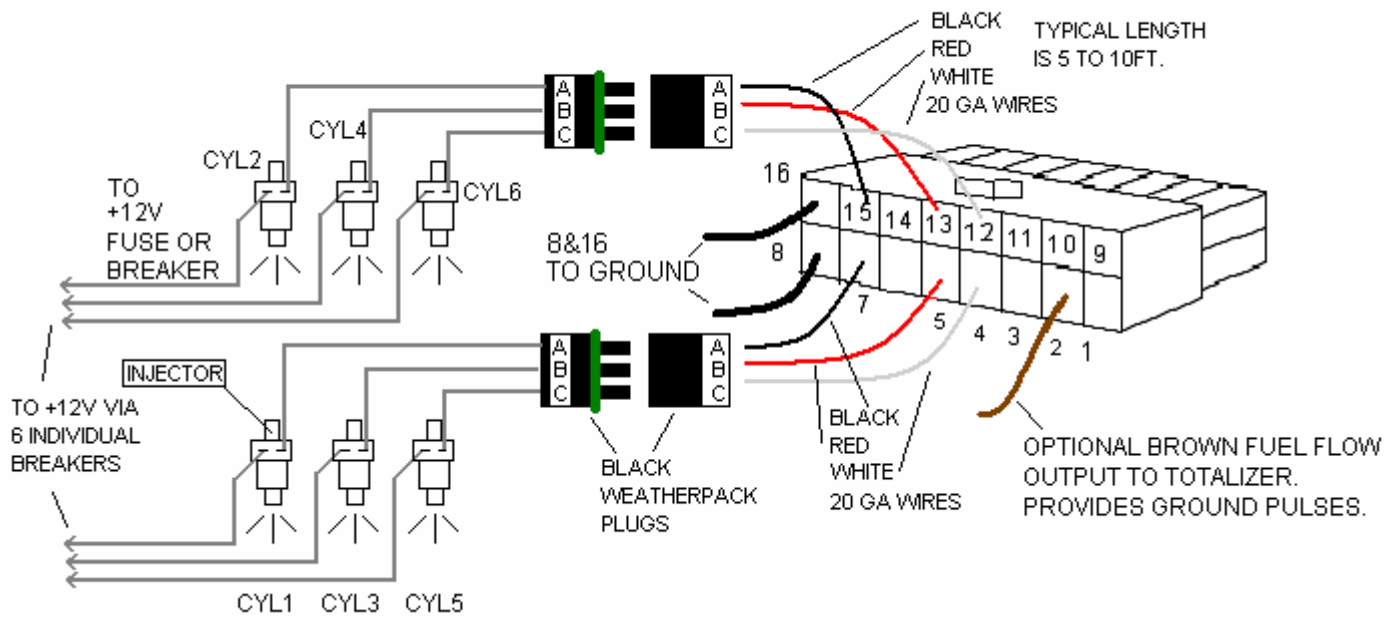 BLACK
RED
WHITE
20 GA WIRES
TYPICAL LENGTH
IS 5 TO 10FT.
A
B
C
A
B
C
CYL2
CYL4
CYL6
TO
+12V
FUSE OR
BREAKER
16
15
14
13
12
11
10
9
8&16
TO GROUND
8
7
5
4
3
2
1
INJECTOR
A
B
C
A
B
C
TO +12V VIA
6 INDIVIDUAL
BREAKERS
BLACK
WEATHERPACK
PLUGS
BLACK
RED
WHITE
20 GA WIRES
OPTIONAL BROWN FUEL FLOW
OUTPUT TO TOTALIZER.
PROVIDES GROUND PULSES.
CYL1
CYL3
CYL5